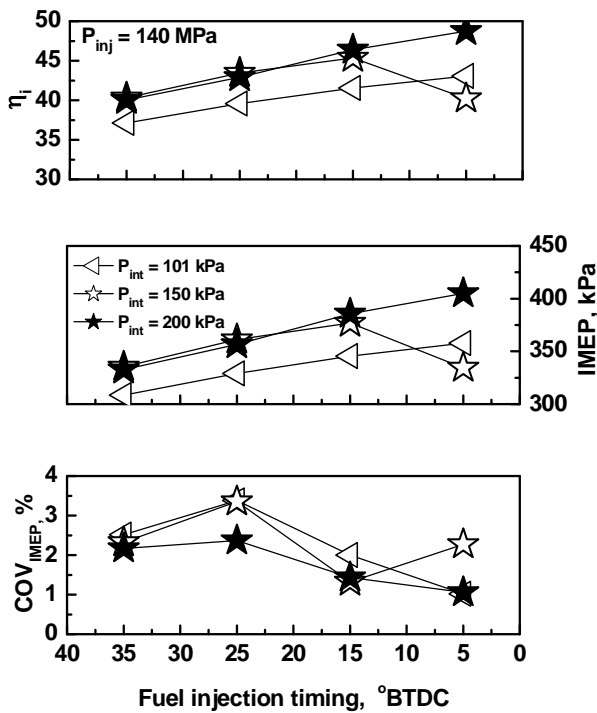 50
P_inj = 140 MPa
45
40
35
30
η_i
450
P_int = 101 kPa
P_int = 150 kPa
400
P_int = 200 kPa
350
300
IMEP, kPa
4
3
2
1
0
COV_IMEP, %
40 35 30 25 20 15 10 5 0
Fuel injection timing, °BTDC